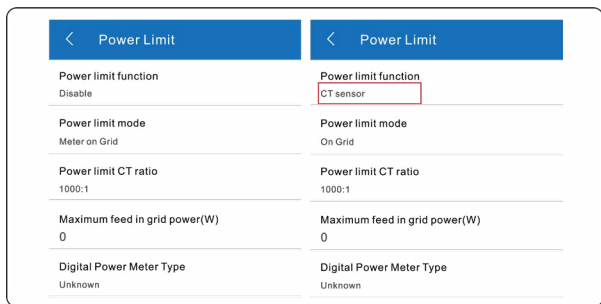 Power Limit
Power limit function
Disable
Power limit mode
Meter on Grid
Power limit CT ratio
1000:1
Maximum feed in grid power(W)
0
Digital Power Meter Type
Unknown
Power Limit
Power limit function
CT sensor
Power limit mode
On Grid
Power limit CT ratio
1000:1
Maximum feed in grid power(W)
0
Digital Power Meter Type
Unknown